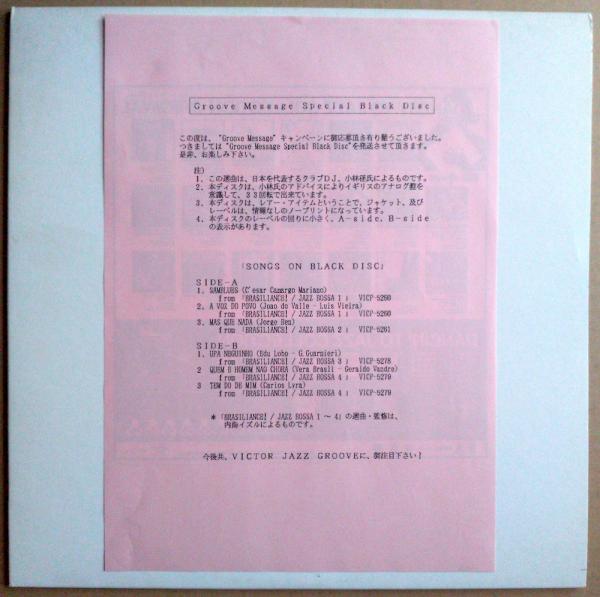 Groove Message Special Black Disc
この度は、"Groove Message" キャンペーンに御応募頂き有り難うございました。
つきましては "Groove Message Special Black Disc"を発送させて頂きます。
是非、お楽しみ下さい。
注)
1. この選曲は、日本を代表するクラブDJ、小林径氏によるものです。
2. 本ディスクは、小林氏のアドバイスによりイギリスのアナログ盤を
意識して、33回転で出来ています。
3. 本ディスクは、レアー・アイテムということで、ジャケット、及び
レーベルは、情報なしのノープリントになっています。
4. 本ディスクのレーベルの回りに小さく、A-side、B-side
の表示があります。
「SONGS ON BLACK DISC」
SIDE-A
1. SAMBLUES (C'esar Camargo Mariano)
from 「BRASILIANCE! / JAZZ BOSSA 1 」 VICP-5260
2. A VOZ DO POVO (Joao do Valle - Luis Vieira)
from 「BRASILIANCE! / JAZZ BOSSA 1 」 VICP-5260
3. MAS QUE NADA (Jorge Ben)
from 「BRASILIANCE! / JAZZ BOSSA 2 」 VICP-5261
SIDE-B
1. UPA NEGUINHO (Edu Lobo - G.Guarnieri)
from 「BRASILIANCE! / JAZZ BOSSA 3 」 VICP-5278
2 QUEM E HOMEM NAO CHORA (Vera Brasil - Geraldo Vandre)
from 「BRASILIANCE! / JAZZ BOSSA 4 」 VICP-5279
3 TEM DO DE MIM (Carlos Lyra)
from 「BRASILIANCE! / JAZZ BOSSA 4 」 VICP-5279
*「BRASILIANCE! / JAZZ BOSSA 1 ～ 4」の選曲・監修は、
内藤イズルによるものです。
今後共、VICTOR JAZZ GROOVEに、御注目下さい!